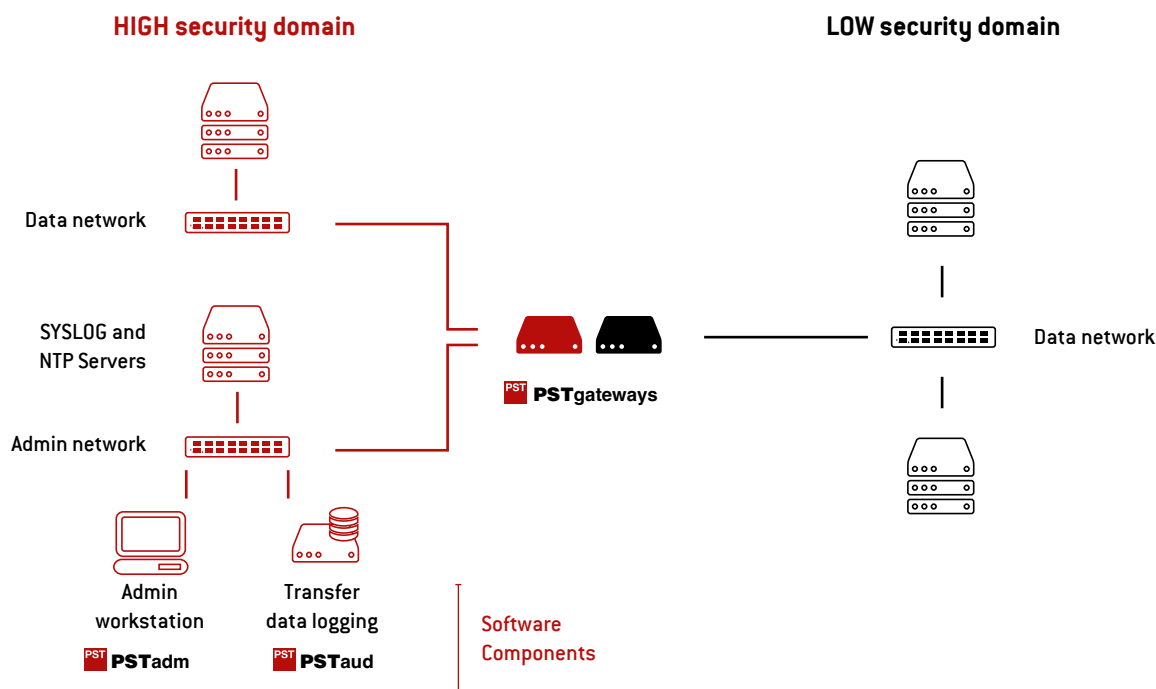 HIGH security domain
LOW security domain
Data network
SYSLOG and
NTP Servers
Data network
PST PSTgateways
Admin network
Admin
workstation
Transfer
data logging
PST PSTadm
PST PSTaud
Software
Components